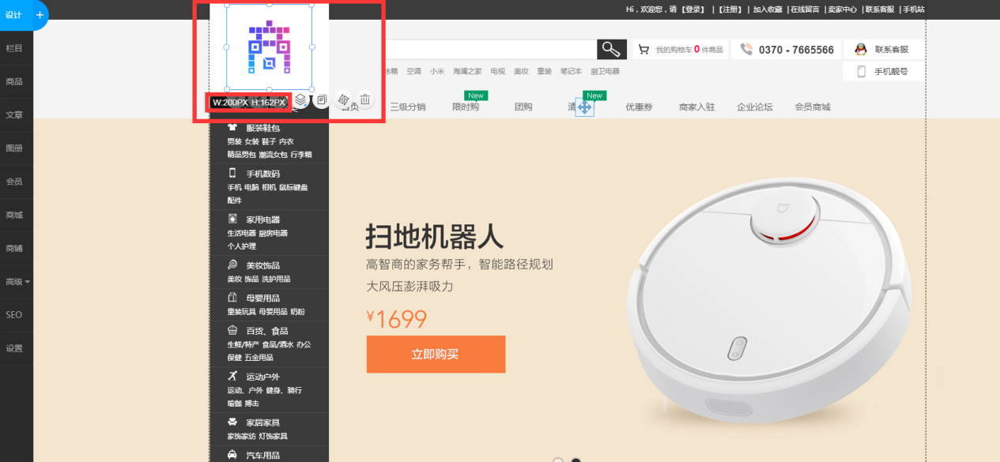 设计 +
Hi，欢迎您，请 【登录】 | 【注册】 | 加入收藏 | 在线留言 | 卖家中心 | 联系客服 | 手机站
栏目
商品
文章
图册
会员
商城
商铺
高级
SEO
设置
我的购物车 0 件商品
0370 - 7665566
联系客服
冰箱 空调 小米 海澜之家 电视 美妆 童装 笔记本 厨卫电器
手机靓号
W:200PX H:162PX
New
New
首页 三级分销 限时购 团购 清 优惠券 商家入驻 企业论坛 会员商城
服装鞋包
男装 女装 鞋子 内衣
精品男包 潮流女包 行李箱
手机数码
手机 电脑 相机 鼠标键盘
配件
家用电器
生活电器 厨房电器
个人护理
美妆饰品
美妆 饰品 洗护用品
母婴用品
童装玩具 母婴用品 奶粉
百货、食品
生鲜/特产 食品/酒水 办公
保健 五金用品
运动户外
运动、户外 健身、骑行
瑜伽 搏击
家居家具
家饰家纺 灯饰家具
汽车用品
扫地机器人
高智商的家务帮手，智能路径规划
大风压澎湃吸力
¥1699
立即购买